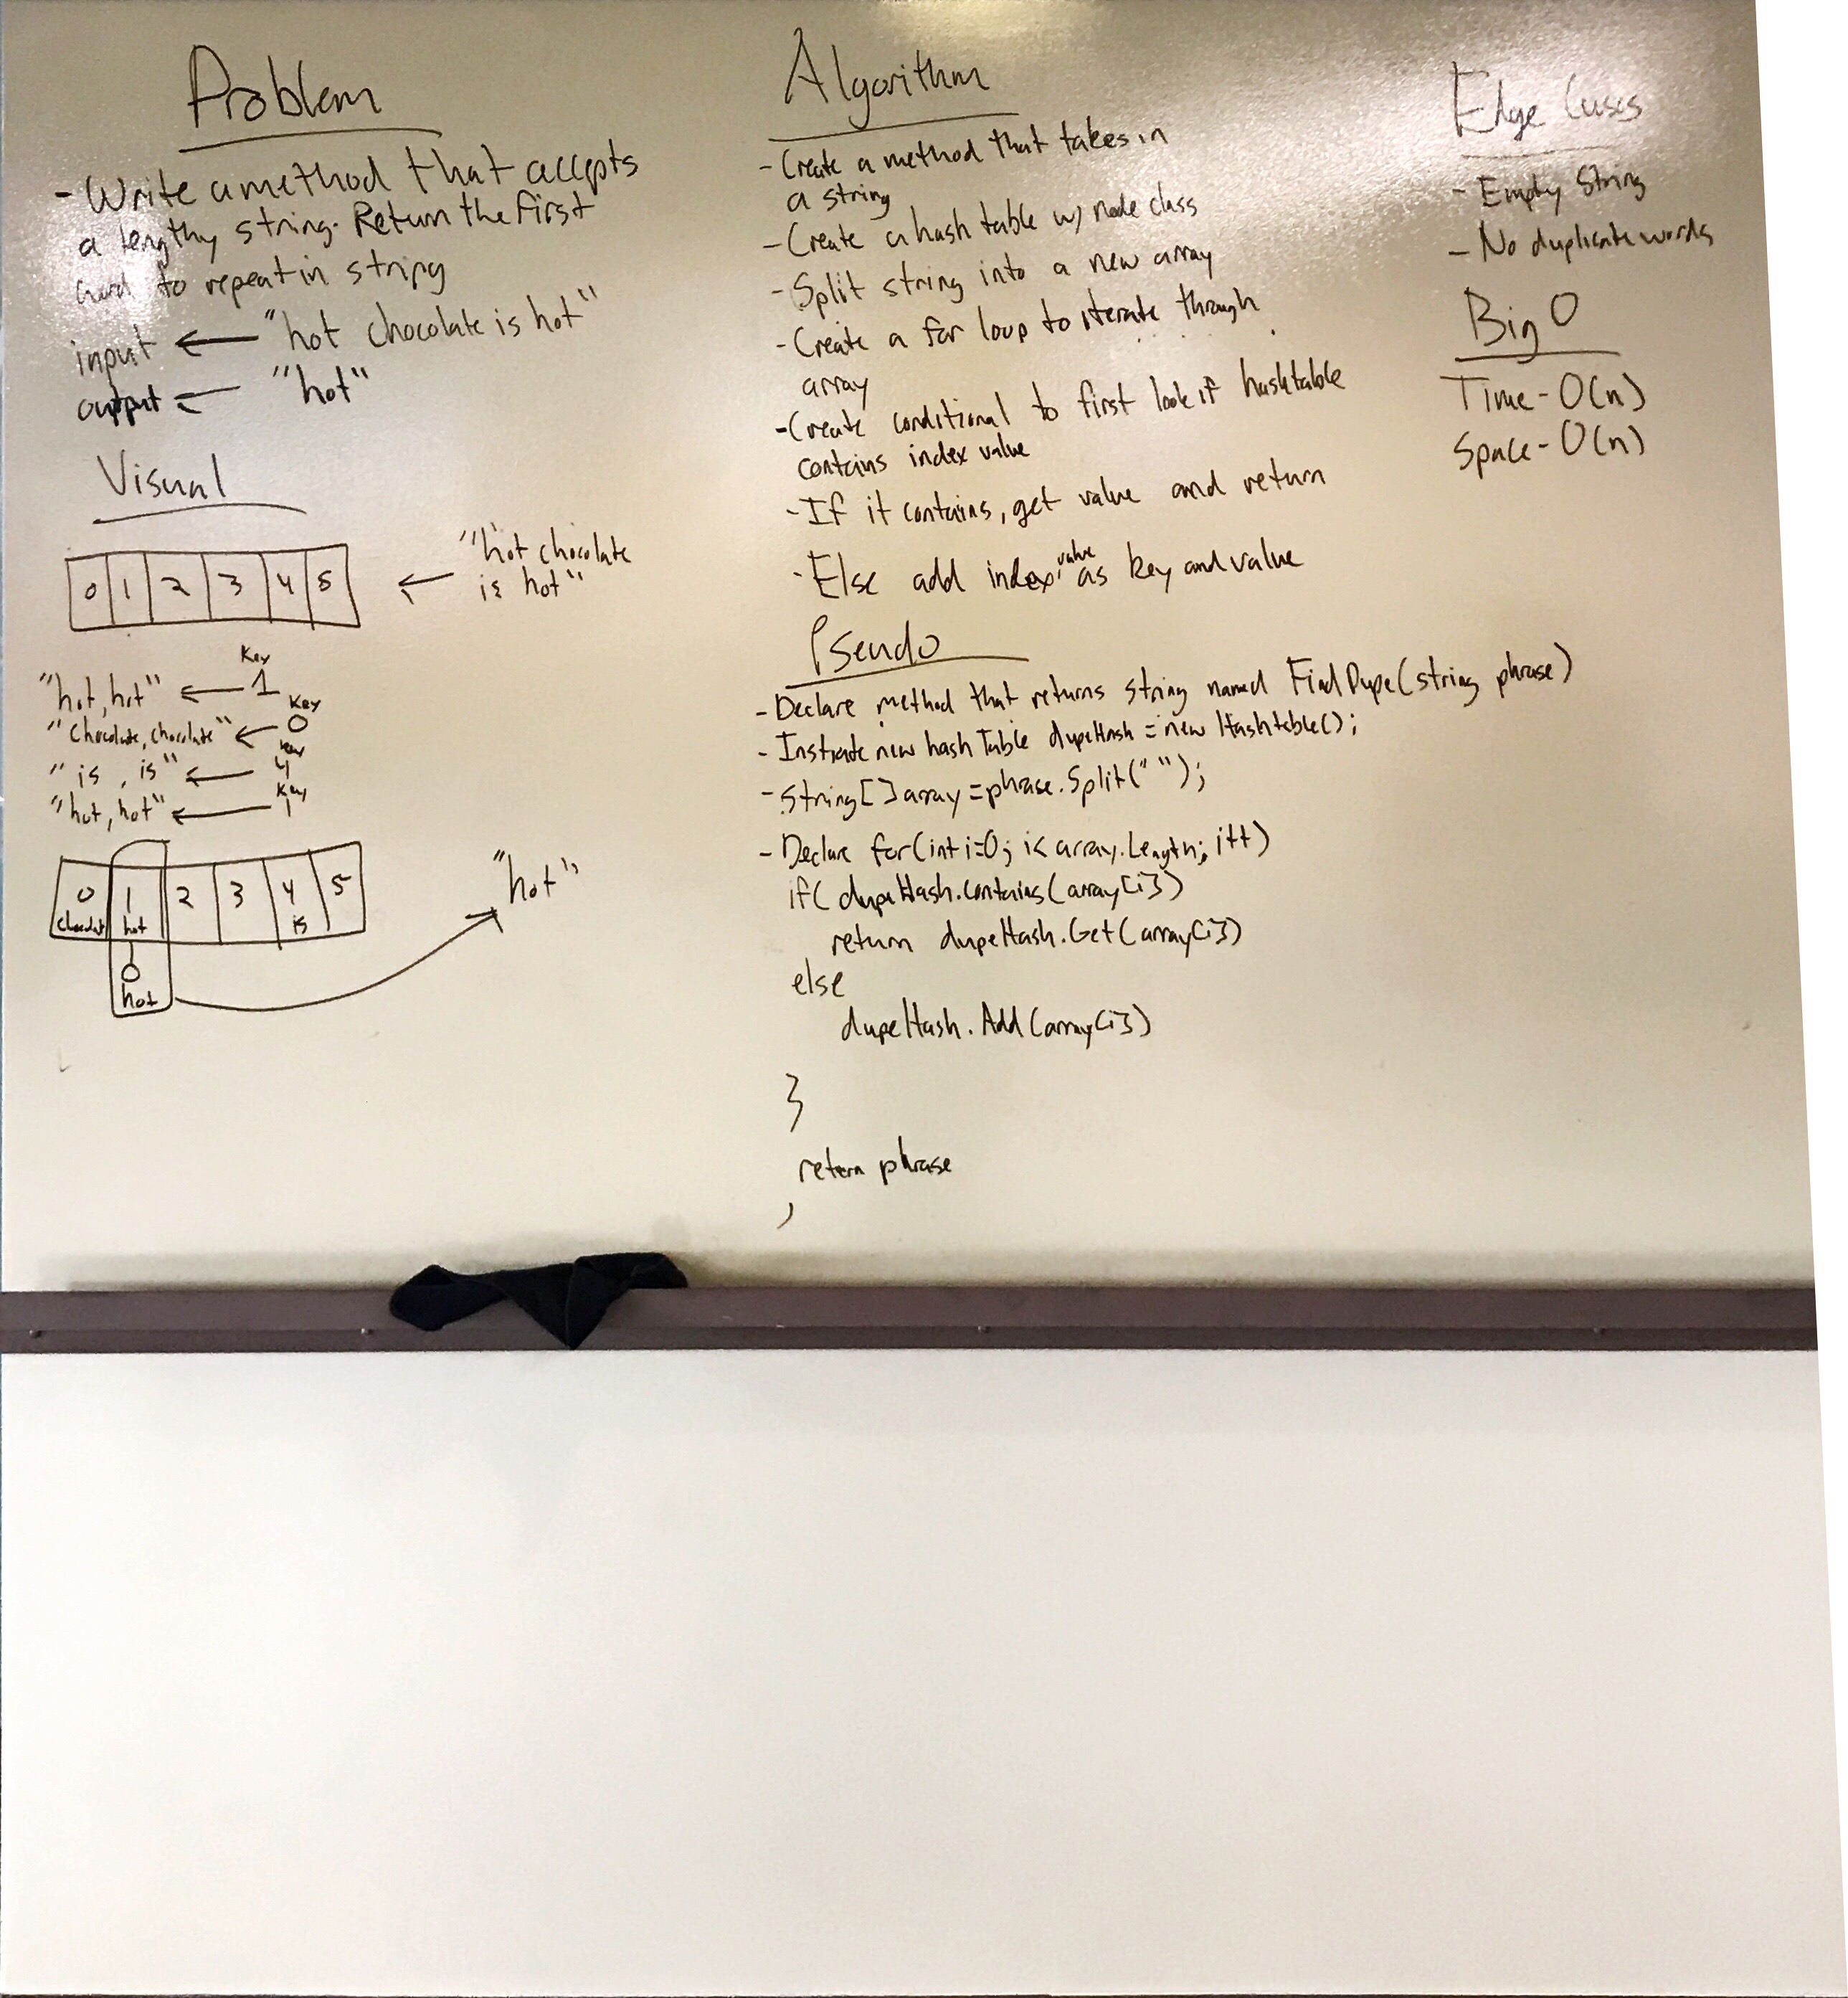 Problem
- Write a method that accepts
a lengthy string. Return the first
word to repeat in string
input ← "hot chocolate is hot"
output ← "hot"
Visual
0 1 2 3 4 5 ← "hot chocolate
is hot"
"hot, hot" ← Key 1
"Chocolate, chocolate" ← Key 0
"is, is" ← Key 4
"hot, hot" ← Key 1
0 1 2 3 4 5
hot is
hot
"hot"
Algorithm
- Create a method that takes in
a string
- Create a hash table w/ node class
- Split string into a new array
- Create a for loop to iterate through
array
- Create conditional to first look if hashtable
contains index value
- If it contains, get value and return
- Else add index value as key and value
Pseudo
- Declare method that returns string named FindDupe(string phrase)
- Instiate new hash Table dupeHash = new Hashtable();
- String[] array = phrase.Split(" ");
- Declare for(int i=0; i< array.Length; i++)
if( dupeHash.contains(array[i])
return dupeHash.Get(array[i])
else
dupeHash.Add(array[i])
}
return phrase
Edge Cases
- Empty String
- No duplicate words
Big O
Time - O(n)
Space - O(n)